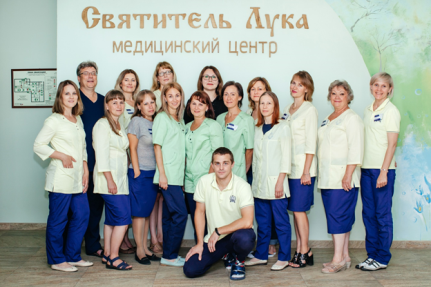 Святитель Лука
медицинский центр